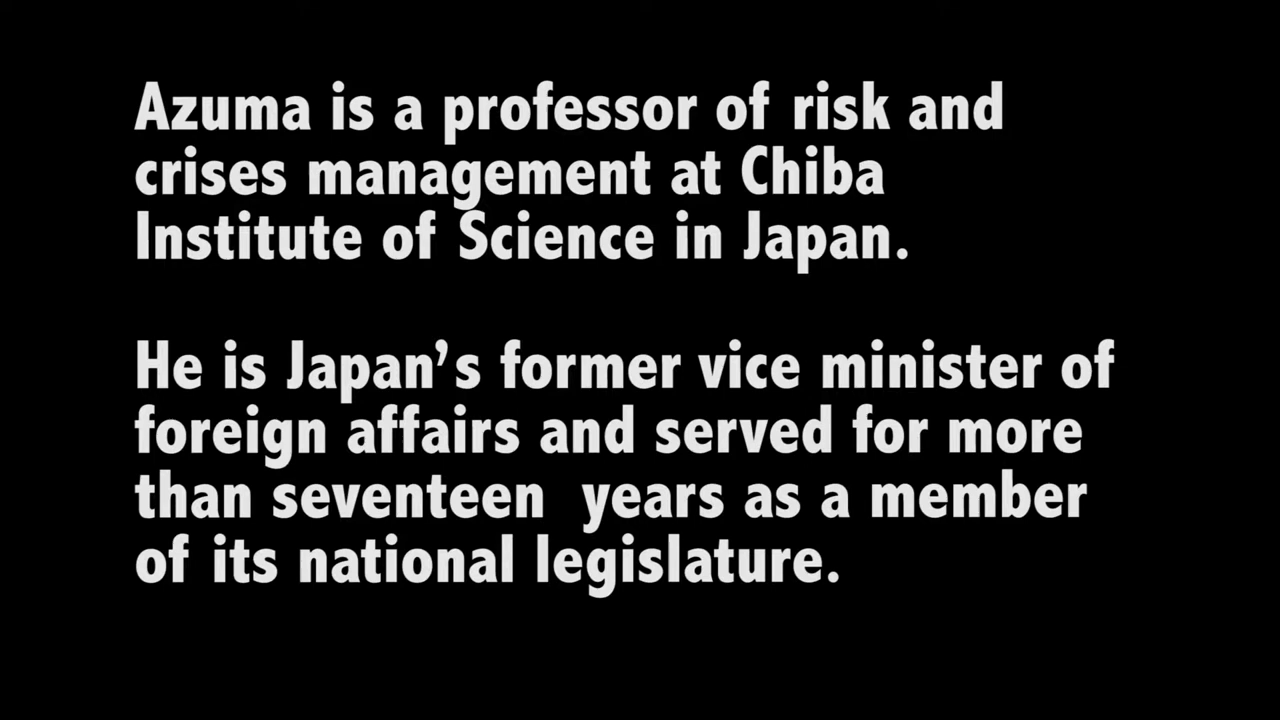 Azuma is a professor of risk and
crises management at Chiba
Institute of Science in Japan.
He is Japan’s former vice minister of
foreign affairs and served for more
than seventeen  years as a member
of its national legislature.